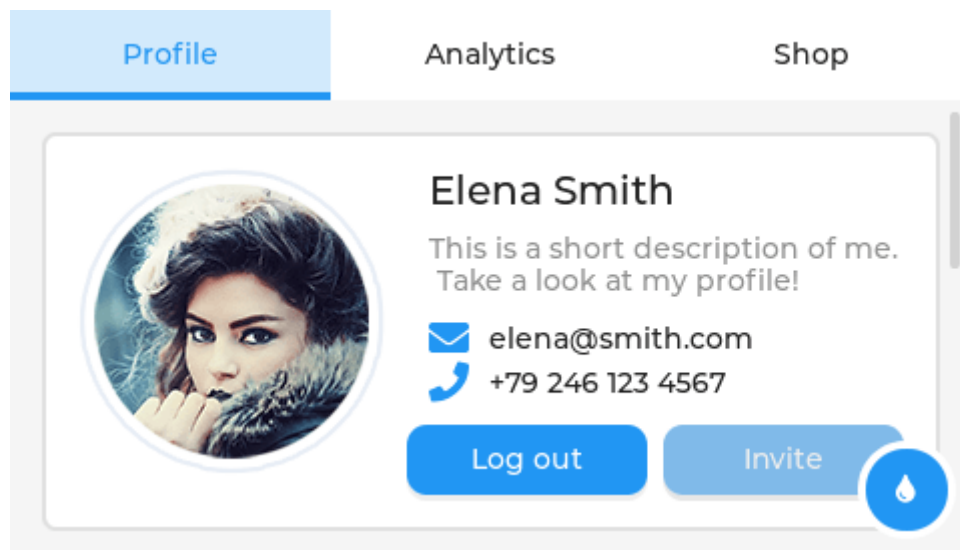 Profile
Analytics
Shop
Elena Smith
This is a short description of me.
Take a look at my profile!
elena@smith.com
+79 246 123 4567
Log out
Invite